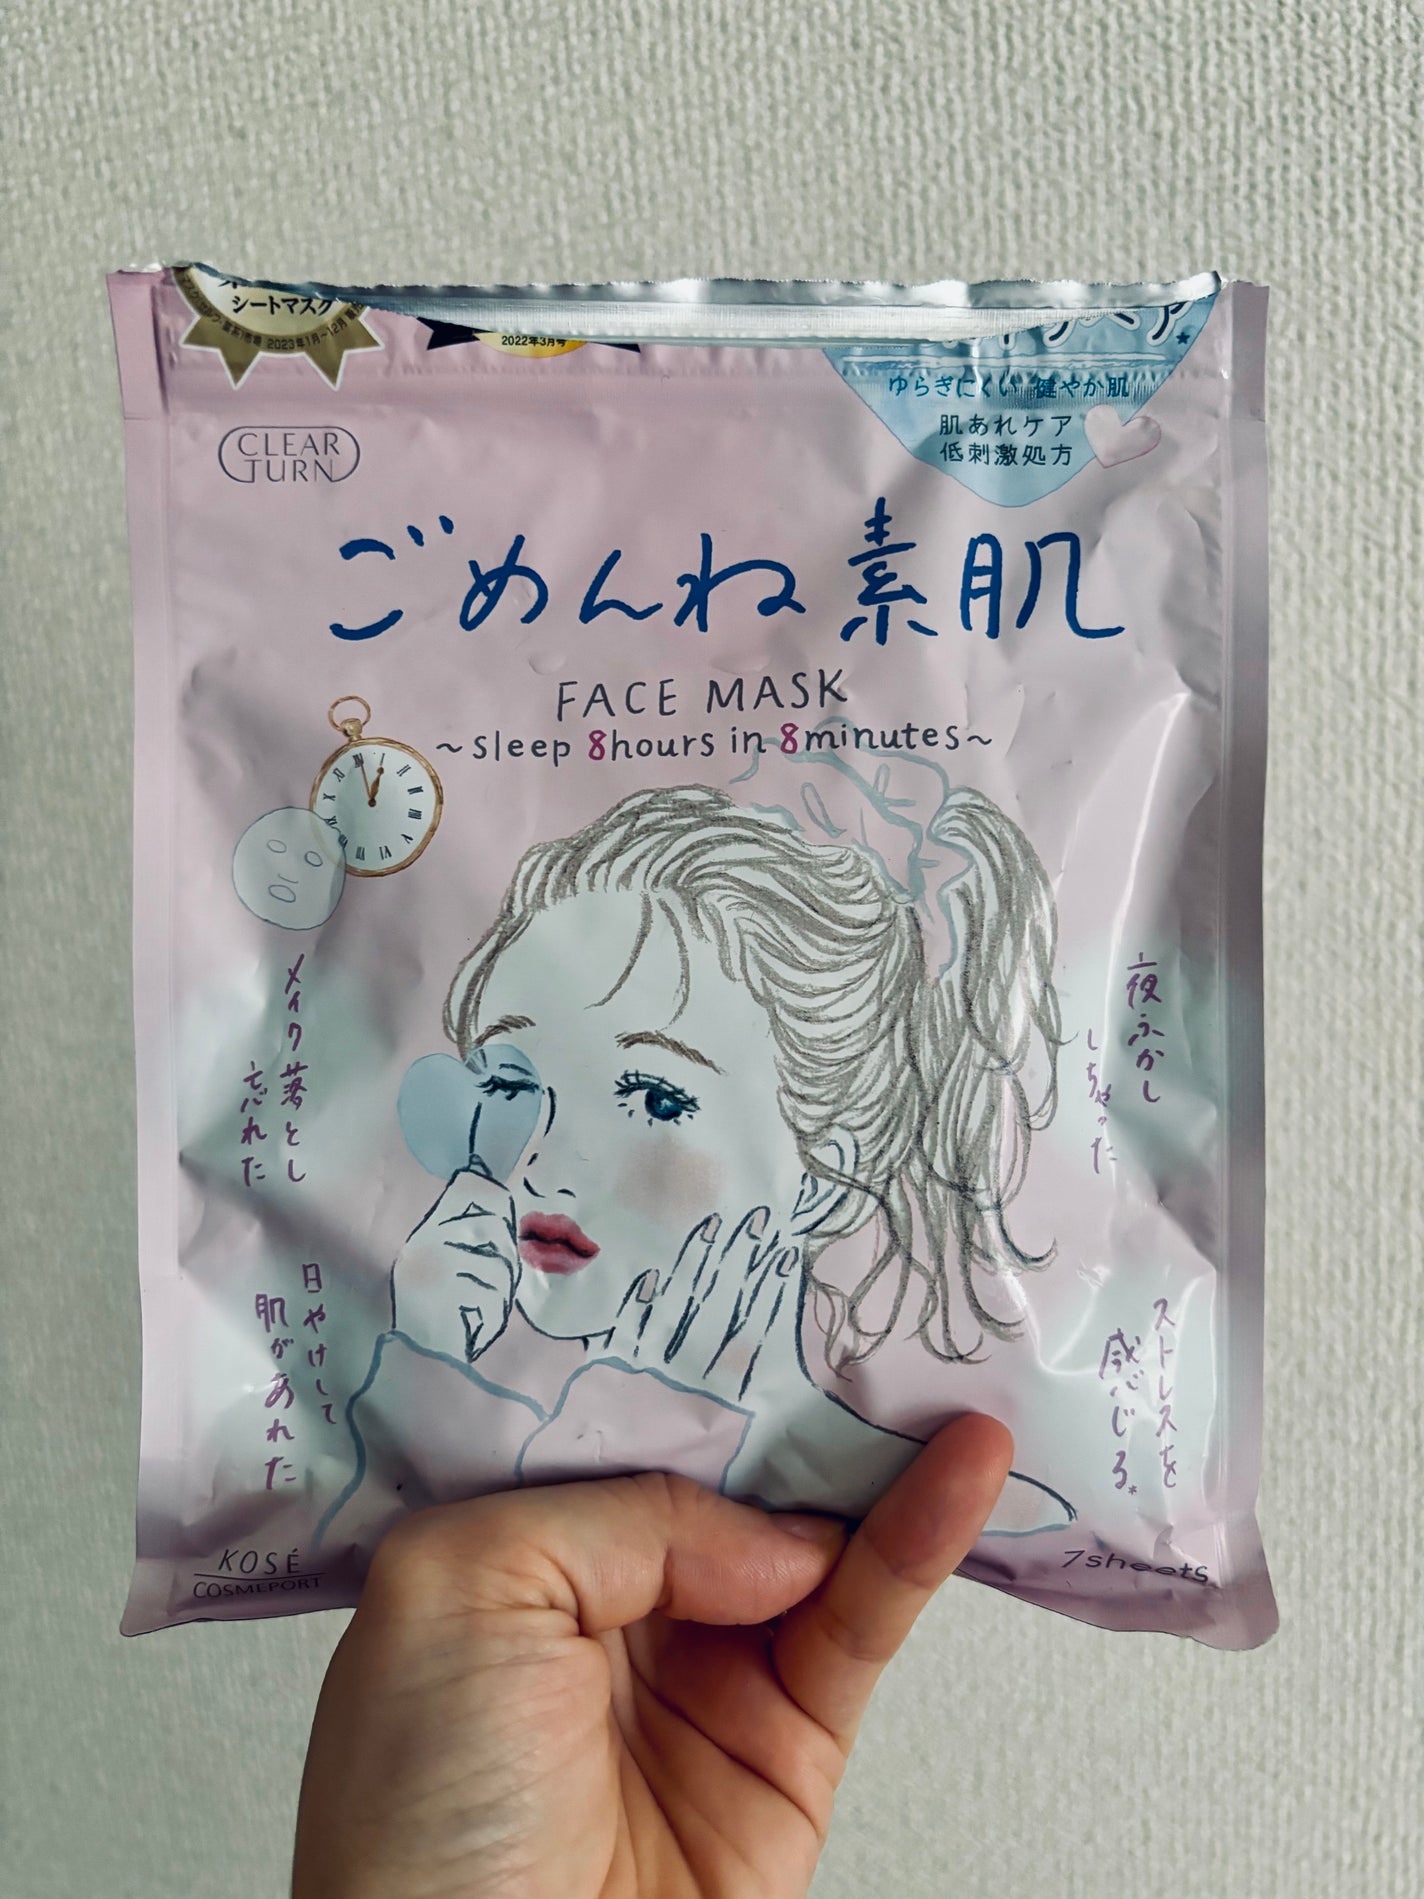 シートマスク
2023年1月~12月
2022年3月号
ケア*
ゆらぎにくい 健やか肌
肌あれケア
低刺激処方
CLEAR
TURN
ごめんね素肌
FACE MASK
~sleep 8hours in 8minutes~
メイク落とし
忘れた
夜ふかし
しちゃった
日やけして
肌があれた
ストレスを
感じる*
KOSÉ
COSMEPORT
7sheets